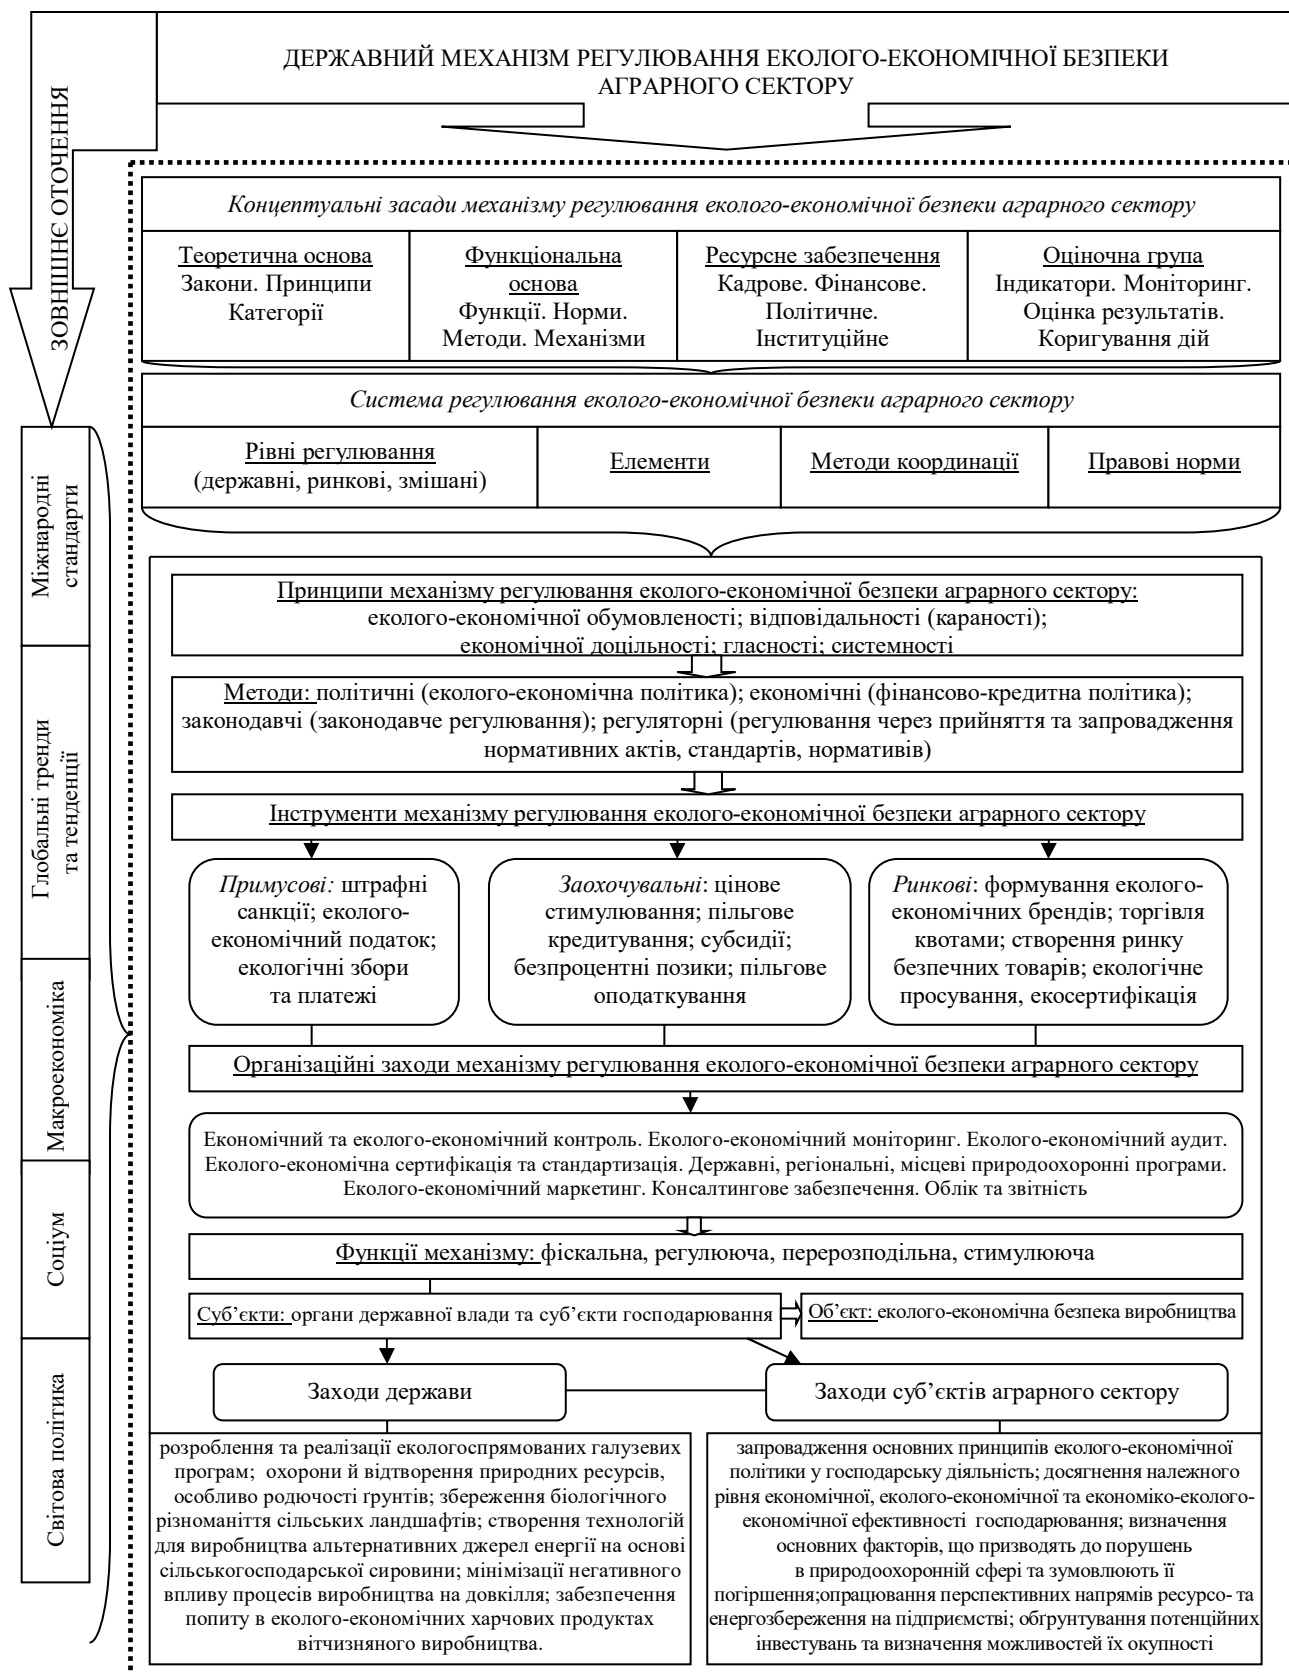 ДЕРЖАВНИЙ МЕХАНІЗМ РЕГУЛЮВАННЯ ЕКОЛОГО-ЕКОНОМІЧНОЇ БЕЗПЕКИ
АГРАРНОГО СЕКТОРУ
ЗОВНІШНЄ ОТОЧЕННЯ
Міжнародні
стандарти
Глобальні тренди
та тенденції
Макроекономіка
Соціум
Світова політика
Концептуальні засади механізму регулювання еколого-економічної безпеки аграрного сектору
Теоретична основа
Закони. Принципи
Категорії
Функціональна
основа
Функції. Норми.
Методи. Механізми
Ресурсне забезпечення
Кадрове. Фінансове.
Політичне.
Інституційне
Оціночна група
Індикатори. Моніторинг.
Оцінка результатів.
Коригування дій
Система регулювання еколого-економічної безпеки аграрного сектору
Рівні регулювання
(державні, ринкові, змішані)
Елементи
Методи координації
Правові норми
Принципи механізму регулювання еколого-економічної безпеки аграрного сектору:
еколого-економічної обумовленості; відповідальності (караності);
економічної доцільності; гласності; системності
Методи: політичні (еколого-економічна політика); економічні (фінансово-кредитна політика);
законодавчі (законодавче регулювання); регуляторні (регулювання через прийняття та запровадження
нормативних актів, стандартів, нормативів)
Інструменти механізму регулювання еколого-економічної безпеки аграрного сектору
Примусові: штрафні
санкції; еколого-
економічний податок;
екологічні збори
та платежі
Заохочувальні: цінове
стимулювання; пільгове
кредитування; субсидії;
безпроцентні позики; пільгове
оподаткування
Ринкові: формування еколого-
економічних брендів; торгівля
квотами; створення ринку
безпечних товарів; екологічне
просування, екосертифікація
Організаційні заходи механізму регулювання еколого-економічної безпеки аграрного сектору
Економічний та еколого-економічний контроль. Еколого-економічний моніторинг. Еколого-економічний аудит.
Еколого-економічна сертифікація та стандартизація. Державні, регіональні, місцеві природоохоронні програми.
Еколого-економічний маркетинг. Консалтингове забезпечення. Облік та звітність
Функції механізму: фіскальна, регулююча, перерозподільна, стимулююча
Суб’єкти: органи державної влади та суб’єкти господарювання
Об’єкт: еколого-економічна безпека виробництва
Заходи держави
Заходи суб’єктів аграрного сектору
розроблення та реалізації екологоспрямованих галузевих
програм; охорони й відтворення природних ресурсів,
особливо родючості ґрунтів; збереження біологічного
різноманіття сільських ландшафтів; створення технологій
для виробництва альтернативних джерел енергії на основі
сільськогосподарської сировини; мінімізації негативного
впливу процесів виробництва на довкілля; забезпечення
попиту в еколого-економічних харчових продуктах
вітчизняного виробництва.
запровадження основних принципів еколого-економічної
політики у господарську діяльність; досягнення належного
рівня економічної, еколого-економічної та економіко-еколого-
економічної ефективності господарювання; визначення
основних факторів, що призводять до порушень
в природоохоронній сфері та зумовлюють її
погіршення;опрацювання перспективних напрямів ресурсо- та
енергозбереження на підприємстві; обґрунтування потенційних
інвестувань та визначення можливостей їх окупності